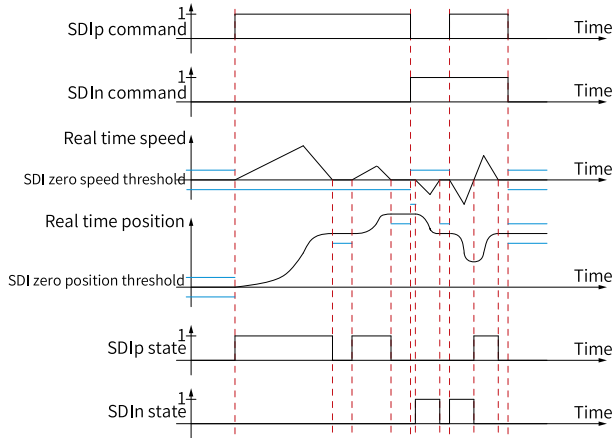 1
SDIp command
Time
1
SDIn command
Time
Real time speed
Time
SDI zero speed threshold
Real time position
SDI zero position threshold
Time
1
SDIp state
Time
1
SDIn state
Time